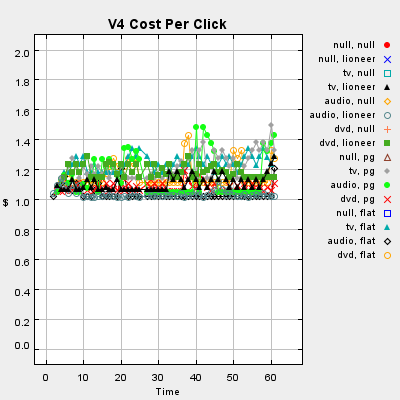 V4 Cost Per Click
2.0
1.8
1.6
1.4
1.2
1.0
0.8
0.6
0.4
0.2
0.0
$
0 10 20 30 40 50 60
Time
null, null
null, lioneer
tv, null
tv, lioneer
audio, null
audio, lioneer
dvd, null
dvd, lioneer
null, pg
tv, pg
audio, pg
dvd, pg
null, flat
tv, flat
audio, flat
dvd, flat